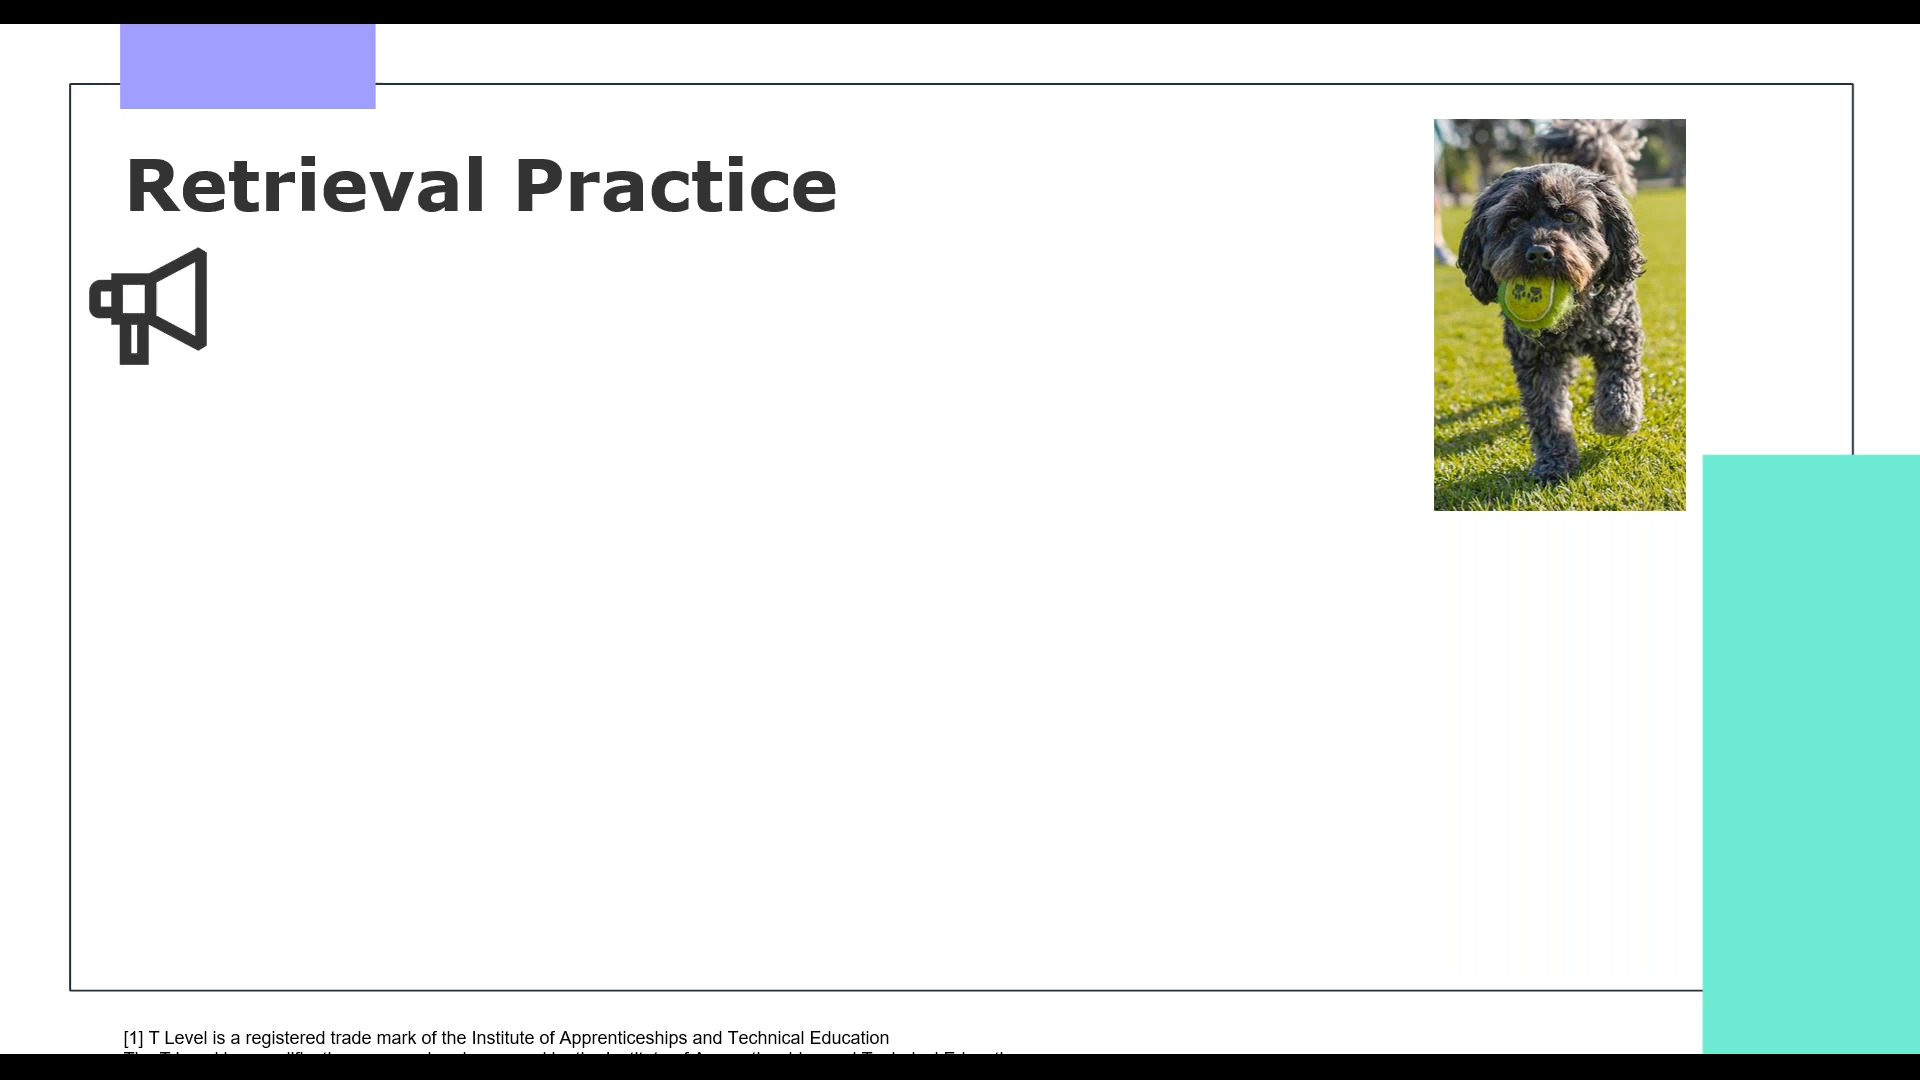 Retrieval Practice
[1] T Level is a registered trade mark of the Institute of Apprenticeships and Technical Education